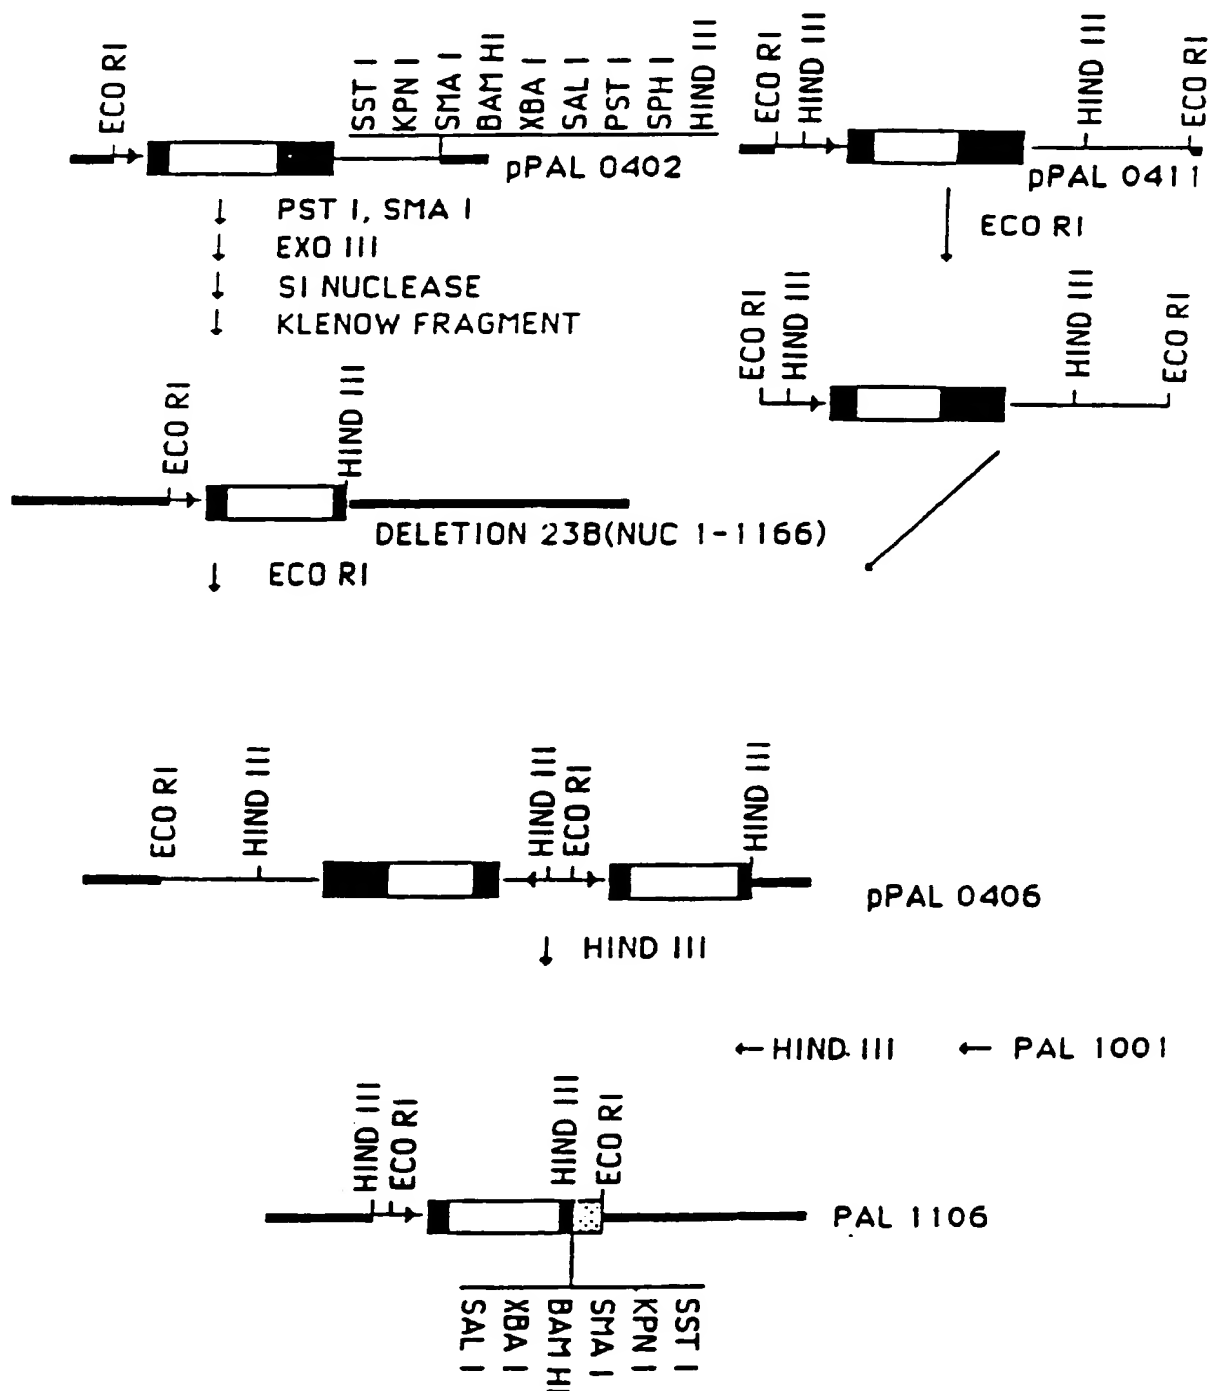 ECO RI
SST I
KPN I
SMA I
BAM HI
XBA I
SAL I
PST I
SPH I
HIND III
pPAL 0402
ECO RI
HIND III
HIND III
ECO RI
pPAL 0411
PST I, SMA I
EXO III
SI NUCLEASE
KLENOW FRAGMENT
ECO RI
ECO RI
HIND III
HIND III
ECO RI
ECO RI
HIND III
DELETION 23B(NUC 1-1166)
ECO RI
ECO RI
HIND III
HIND III
ECO RI
HIND III
pPAL 0406
HIND III
HIND III
PAL 1001
HIND III
ECO RI
HIND III
ECO RI
PAL 1106
SAL I
XBA I
BAM HI
SMA I
KPN I
SST I